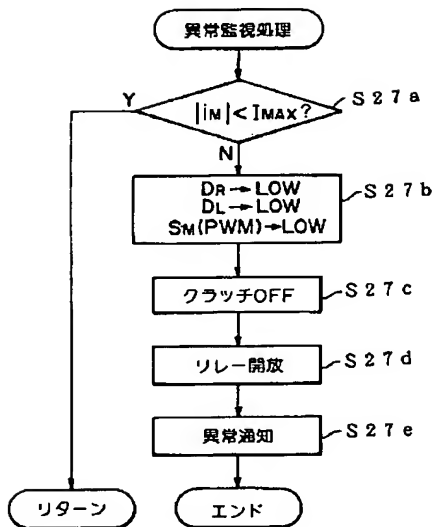 異常監視処理
|iM|<IMAX?
S27a
Y
N
DR→LOW
DL→LOW
SM(PWM)→LOW
S27b
クラッチOFF
S27c
リレー開放
S27d
異常通知
S27e
リターン
エンド